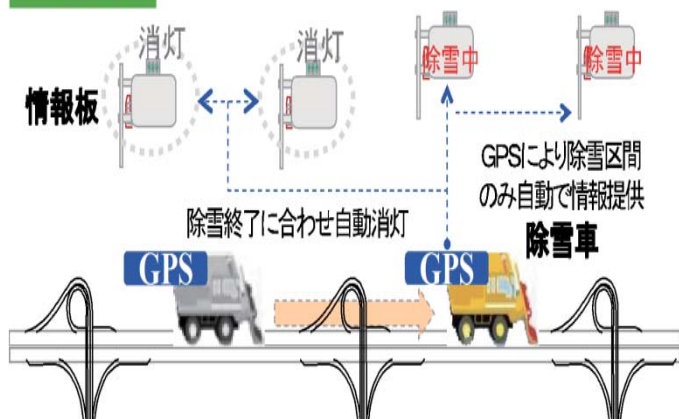 消灯
消灯
除雪中
除雪中
情報板
GPSにより除雪区間
のみ自動で情報提供
除雪終了に合わせ自動消灯
除雪車
GPS
GPS